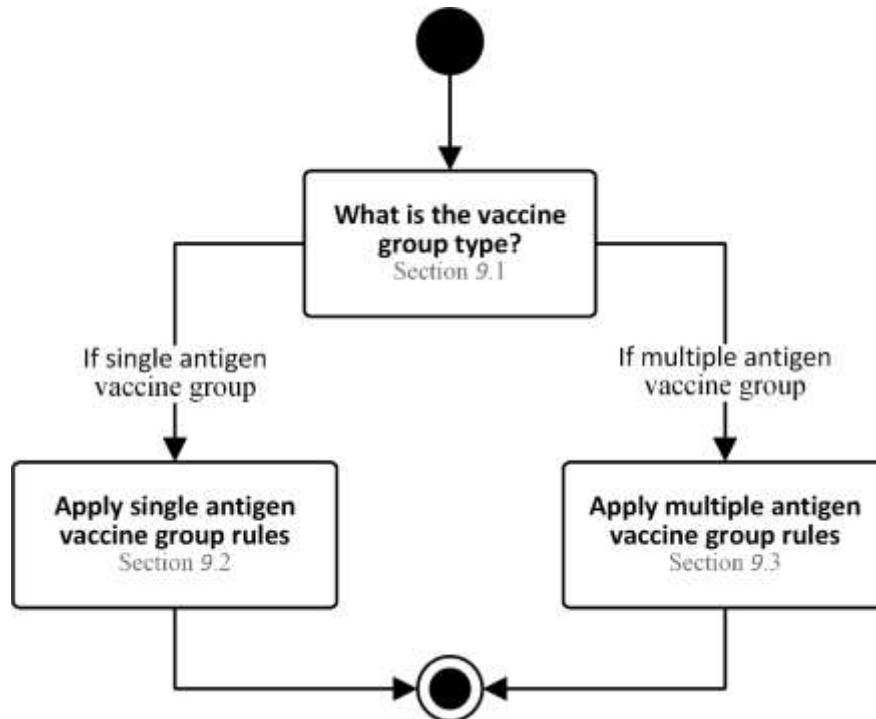 What is the vaccine
group type?
Section 9.1
If single antigen
vaccine group
If multiple antigen
vaccine group
Apply single antigen
vaccine group rules
Section 9.2
Apply multiple antigen
vaccine group rules
Section 9.3